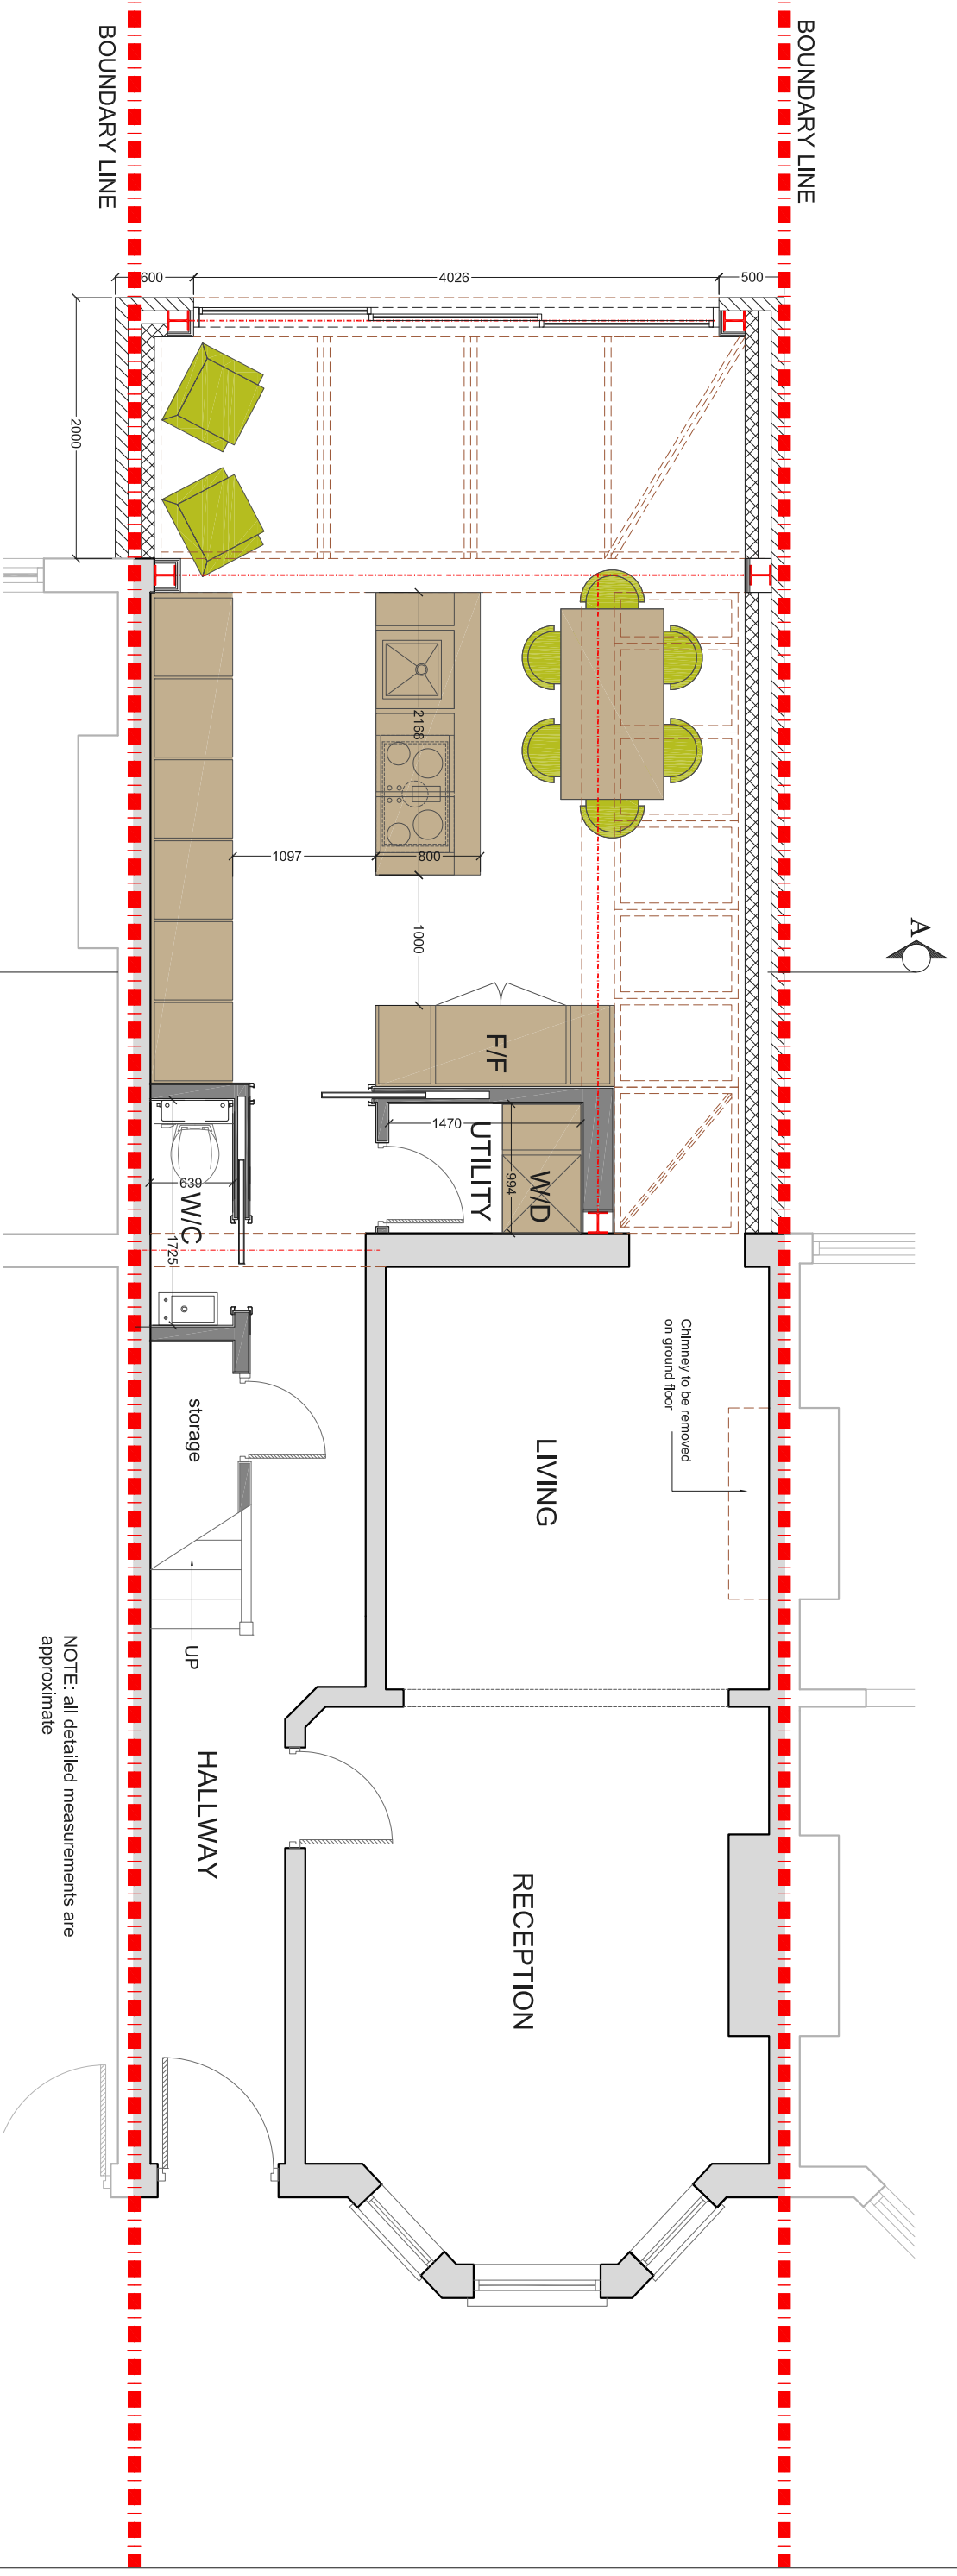 BOUNDARY LINE
BOUNDARY LINE
600
4026
500
2000
2168
1097
800
1000
A
F/F
1470
UTILITY
994
W/D
639
W/C
1725
Chimney to be removed
on ground floor
storage
LIVING
UP
NOTE: all detailed measurements are
approximate
HALLWAY
RECEPTION